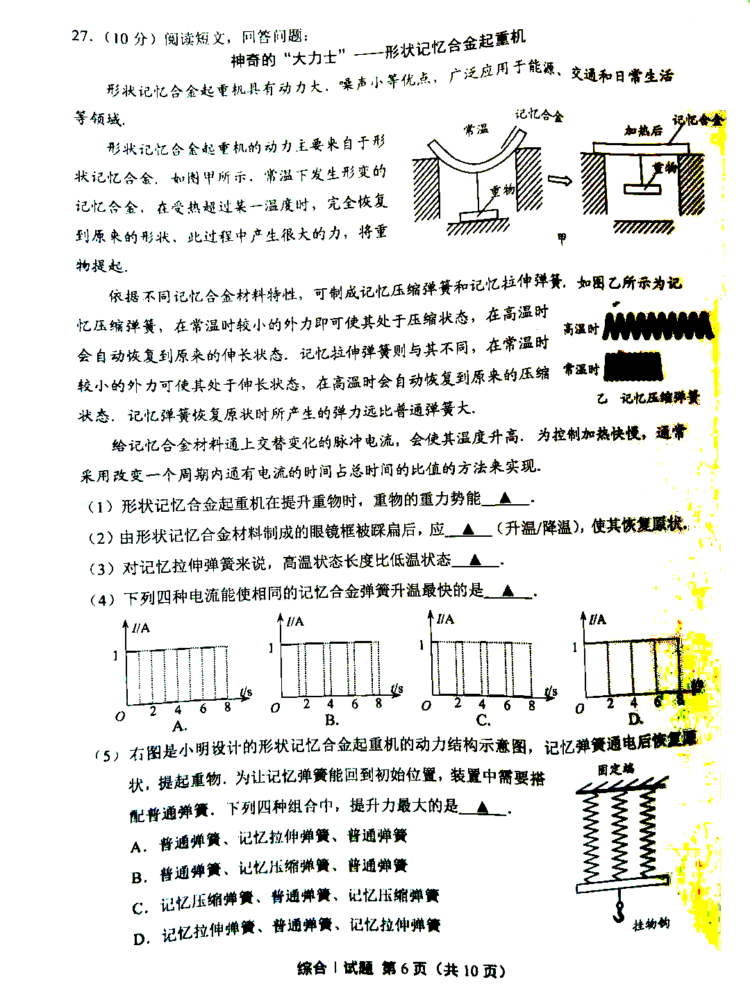 27.（10 分）阅读短文，回答问题：
神奇的“大力士”——形状记忆合金起重机
形状记忆合金起重机具有动力大、噪声小等优点，广泛应用于能源、交通和日常生活
等领域.
形状记忆合金起重机的动力主要来自于形
状记忆合金. 如图甲所示，常温下发生形变的
记忆合金，在受热超过某一温度时，完全恢复
到原来的形状，此过程中产生很大的力，将重
物提起.
常温
记忆合金
重物
加热后
记忆合金
重物
甲
依据不同记忆合金材料特性，可制成记忆压缩弹簧和记忆拉伸弹簧. 如图乙所示为记
忆压缩弹簧，在常温时较小的外力即可使其处于压缩状态，在高温时
会自动恢复到原来的伸长状态. 记忆拉伸弹簧则与其不同，在常温时
较小的外力可使其处于伸长状态，在高温时会自动恢复到原来的压缩
状态. 记忆弹簧恢复原状时所产生的弹力远比普通弹簧大.
高温时
常温时
乙 记忆压缩弹簧
给记忆合金材料通上交替变化的脉冲电流，会使其温度升高. 为控制加热快慢，通常
采用改变一个周期内通有电流的时间占总时间的比值的方法来实现.
（1）形状记忆合金起重机在提升重物时，重物的重力势能 ▲ .
（2）由形状记忆合金材料制成的眼镜框被踩扁后，应 ▲ （升温/降温），使其恢复原状.
（3）对记忆拉伸弹簧来说，高温状态长度比低温状态 ▲ .
（4）下列四种电流能使相同的记忆合金弹簧升温最快的是 ▲ .
I/A
1
O 2 4 6 8 t/s
A.
I/A
1
O 2 4 6 8 t/s
B.
I/A
1
O 2 4 6 8 t/s
C.
I/A
1
O 2 4 6 8
D.
（5）右图是小明设计的形状记忆合金起重机的动力结构示意图，记忆弹簧通电后恢复原
状，提起重物. 为让记忆弹簧能回到初始位置，装置中需要搭
配普通弹簧. 下列四种组合中，提升力最大的是 ▲ .
A. 普通弹簧、记忆拉伸弹簧、普通弹簧
B. 普通弹簧、记忆压缩弹簧、普通弹簧
C. 记忆压缩弹簧、普通弹簧、记忆压缩弹簧
D. 记忆拉伸弹簧、普通弹簧、记忆拉伸弹簧
固定端
挂物钩
综合 I 试题 第 6 页（共 10 页）